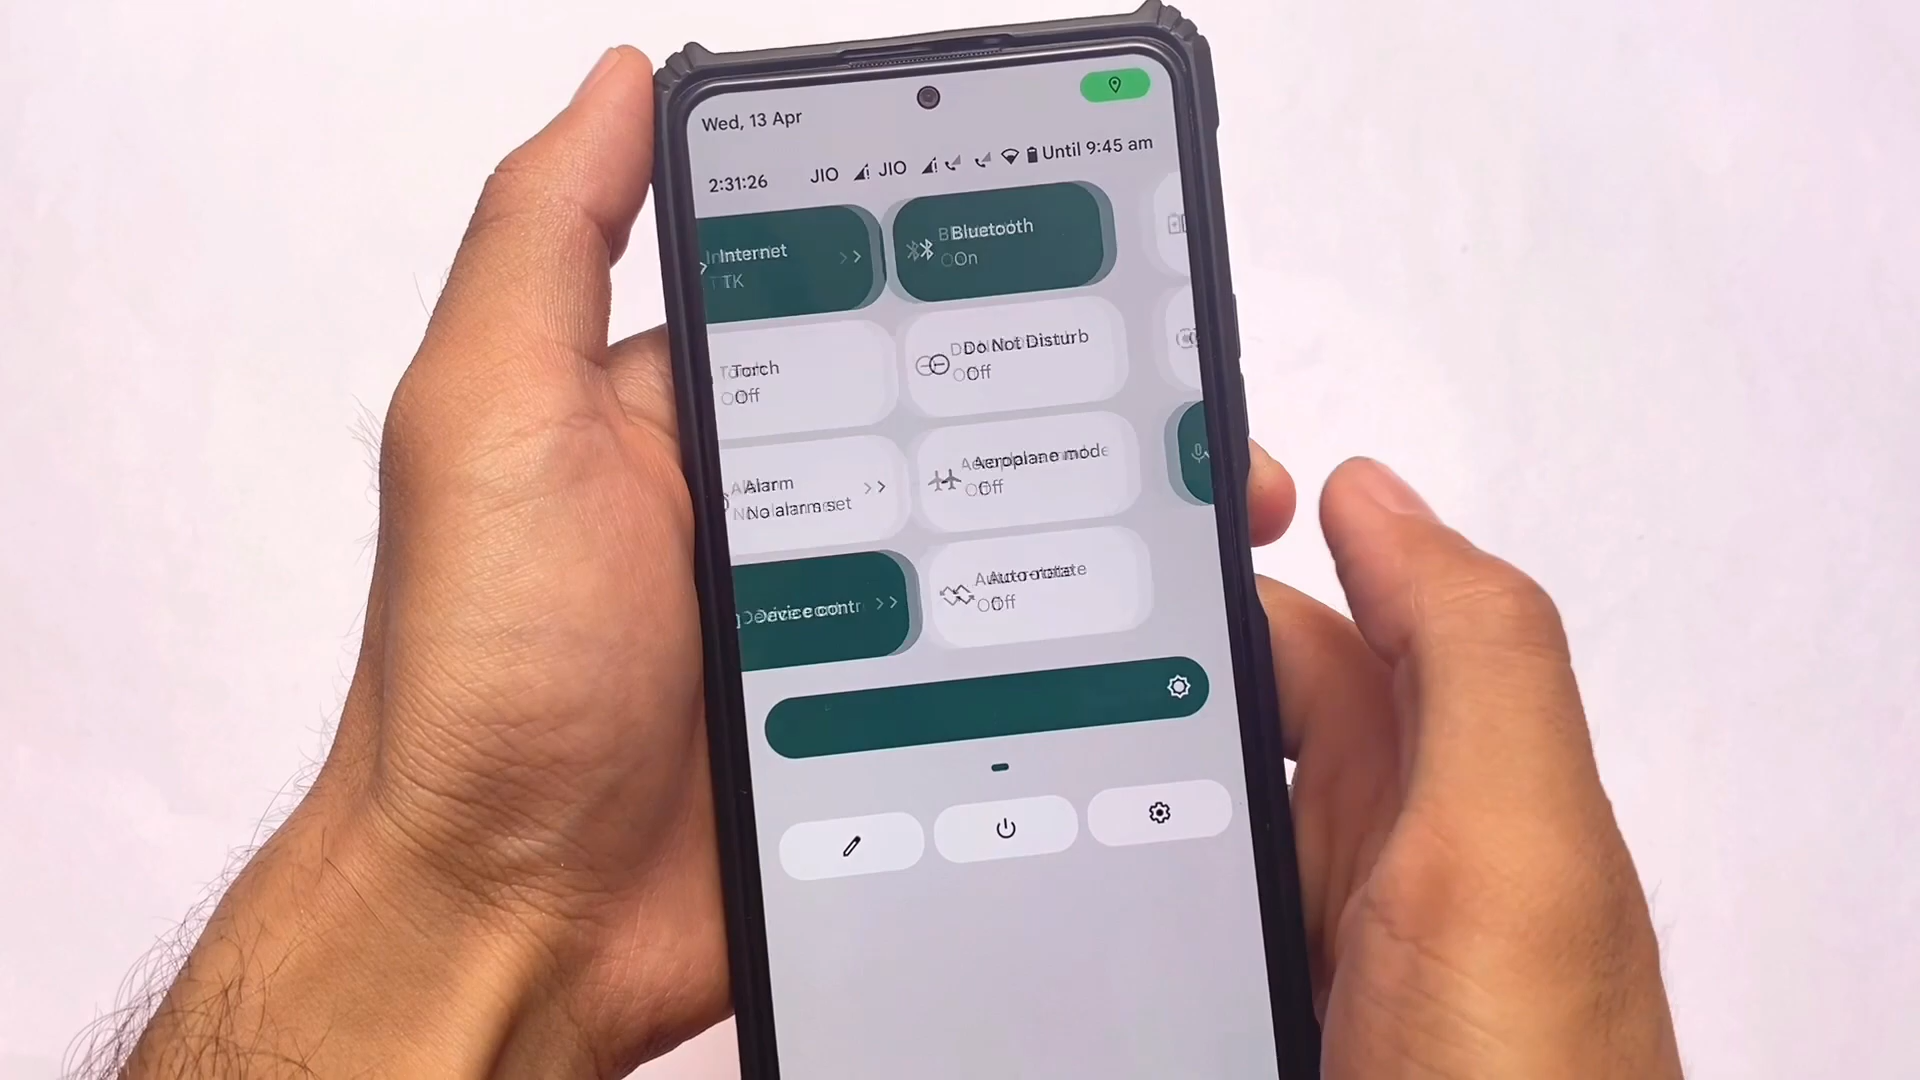 Wed, 13 Apr
2:31:26 JIO JIO Until 9:45 am
Internet
TK
Bluetooth
On
Torch
Off
Do Not Disturb
Off
Alarm
No alarm set
Aeroplane mode
Off
Device contr
Auto-rotate
Off